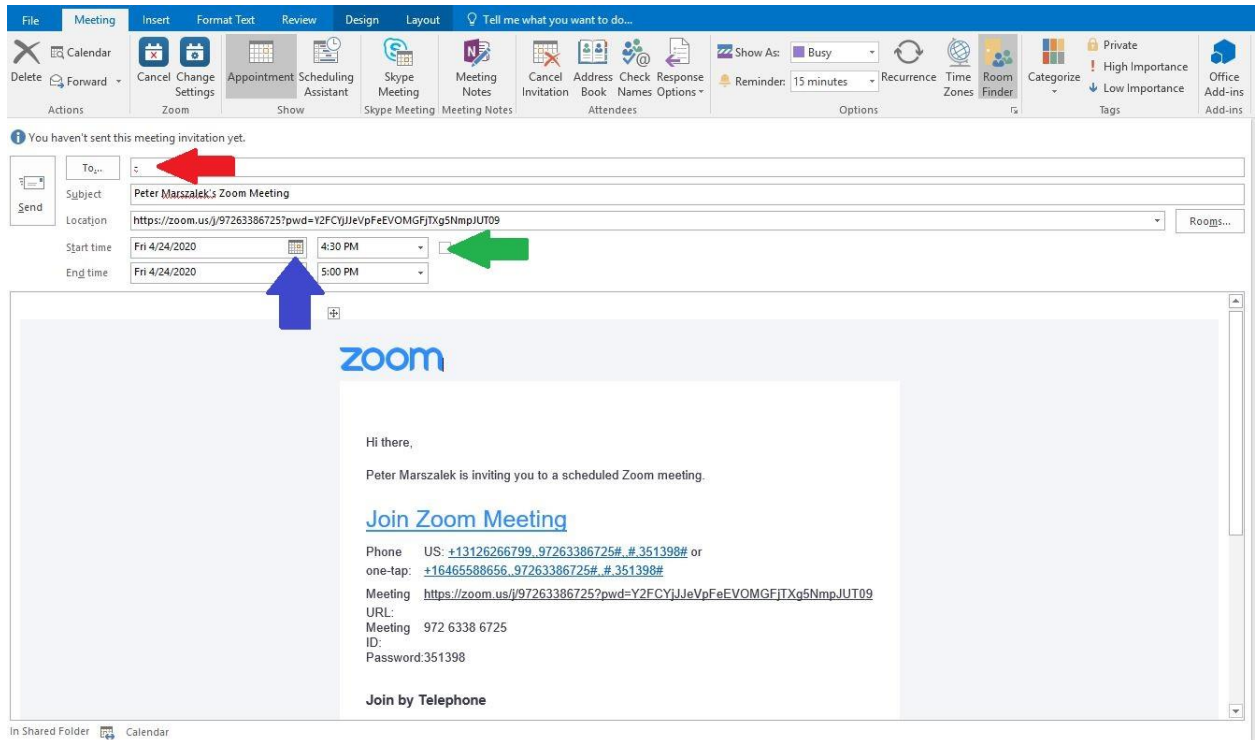 File Meeting Insert Format Text Review Design Layout Tell me what you want to do...
Delete
Calendar
Forward
Actions
Cancel
Change Settings
Zoom
Appointment
Scheduling Assistant
Show
Skype Meeting
Skype Meeting
Meeting Notes
Meeting Notes
Cancel Invitation
Address Book
Check Names
Response Options
Attendees
Show As: Busy
Reminder: 15 minutes
Recurrence
Time Zones
Room Finder
Options
Categorize
Private
High Importance
Low Importance
Tags
Office Add-ins
Add-ins
You haven't sent this meeting invitation yet.
Send
To... ;
Subject Peter Marszalek's Zoom Meeting
Location https://zoom.us/j/97263386725?pwd=Y2FCYjJJeVpFeEVOMGFjTXg5NmpJUT09 Rooms...
Start time Fri 4/24/2020 4:30 PM
End time Fri 4/24/2020 5:00 PM
zoom
Hi there,
Peter Marszalek is inviting you to a scheduled Zoom meeting.
Join Zoom Meeting
Phone US: +13126266799,,97263386725#,,#,351398# or
one-tap: +16465588656,,97263386725#,,#,351398#
Meeting https://zoom.us/j/97263386725?pwd=Y2FCYjJJeVpFeEVOMGFjTXg5NmpJUT09
URL:
Meeting 972 6338 6725
ID:
Password:351398
Join by Telephone
In Shared Folder Calendar